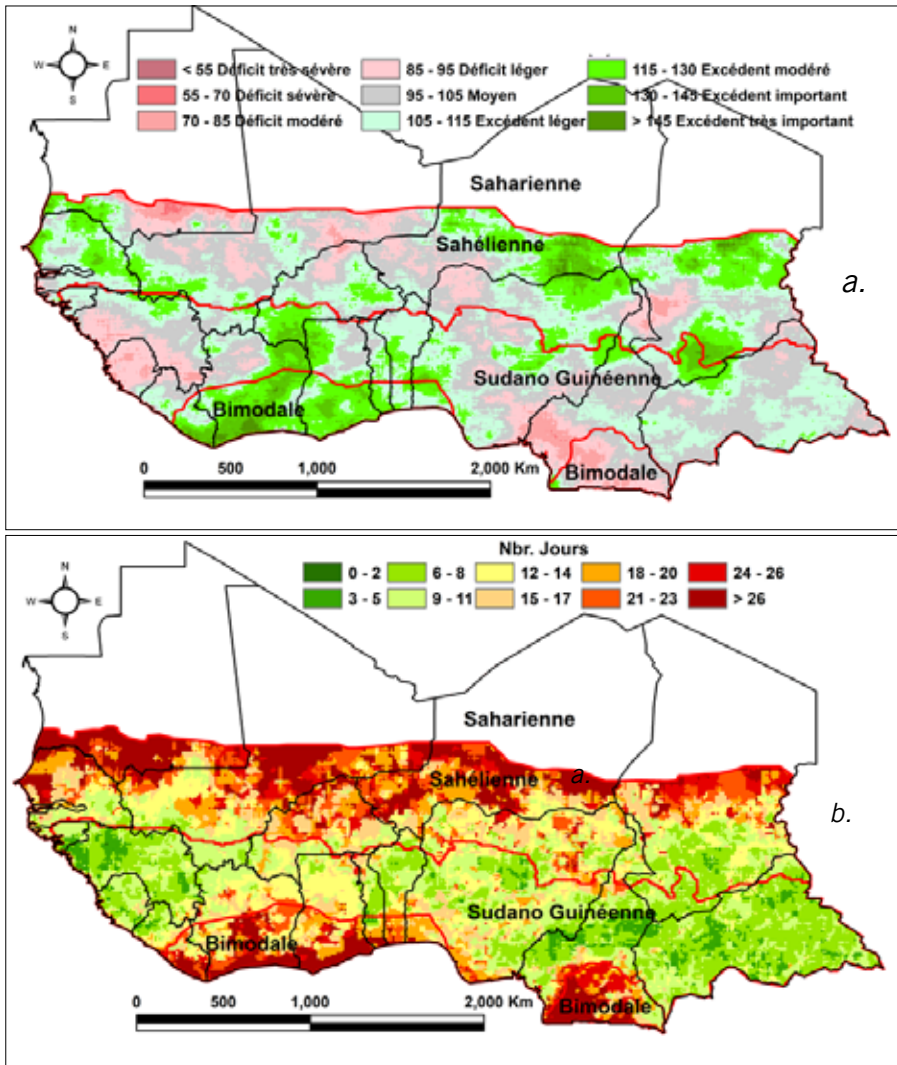 N
W E
S
< 55 Déficit très sévère 85 - 95 Déficit léger 115 - 130 Excédent modéré
55 - 70 Déficit sévère 95 - 105 Moyen 130 - 145 Excédent important
70 - 85 Déficit modéré 105 - 115 Excédent léger > 145 Excédent très important
Saharienne
Sahélienne
a.
Sudano Guinéenne
Bimodale
Bimodale
0 500 1,000 2,000 Km
Nbr. Jours
0 - 2 6 - 8 12 - 14 18 - 20 24 - 26
3 - 5 9 - 11 15 - 17 21 - 23 > 26
N
W E
S
Saharienne
Sahélienne a.
b.
Sudano Guinéenne
Bimodale
Bimodale
0 500 1,000 2,000 Km